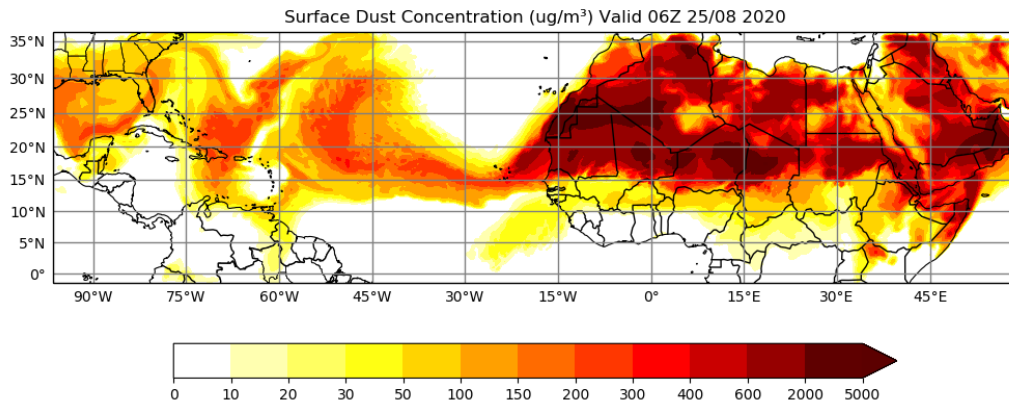 Surface Dust Concentration (ug/m³) Valid 06Z 25/08 2020
35°N
30°N
25°N
20°N
15°N
10°N
5°N
0°
90°W 75°W 60°W 45°W 30°W 15°W 0° 15°E 30°E 45°E
0 10 20 30 50 100 150 200 300 400 600 2000 5000